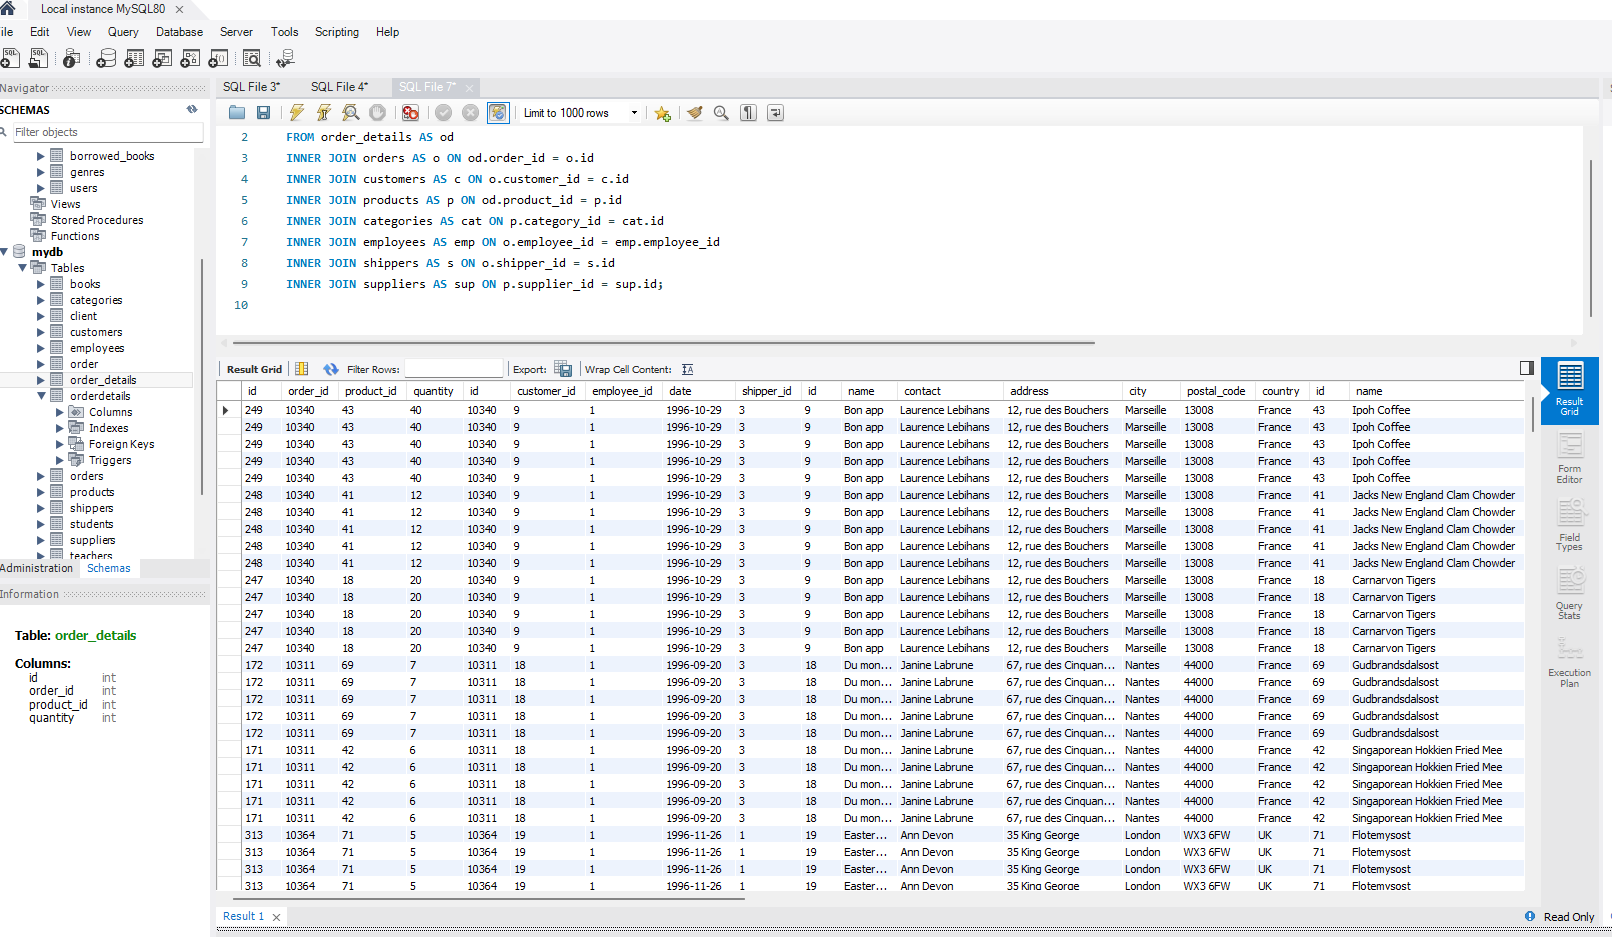 Local instance MySQL80
ile Edit View Query Database Server Tools Scripting Help
Navigator
SCHEMAS
Filter objects
borrowed_books
genres
users
Views
Stored Procedures
Functions
mydb
Tables
books
categories
client
customers
employees
order
order_details
orderdetails
Columns
Indexes
Foreign Keys
Triggers
orders
products
shippers
students
suppliers
teachers
Administration Schemas
Information
Table: order_details
Columns:
id int
order_id int
product_id int
quantity int
SQL File 3* SQL File 4* SQL File 7*
Limit to 1000 rows
2 FROM order_details AS od
3 INNER JOIN orders AS o ON od.order_id = o.id
4 INNER JOIN customers AS c ON o.customer_id = c.id
5 INNER JOIN products AS p ON od.product_id = p.id
6 INNER JOIN categories AS cat ON p.category_id = cat.id
7 INNER JOIN employees AS emp ON o.employee_id = emp.employee_id
8 INNER JOIN shippers AS s ON o.shipper_id = s.id
9 INNER JOIN suppliers AS sup ON p.supplier_id = sup.id;
10
Result Grid Filter Rows: Export: Wrap Cell Content:
id order_id product_id quantity id customer_id employee_id date shipper_id id name contact address city postal_code country id name
249 10340 43 40 10340 9 1 1996-10-29 3 9 Bon app Laurence Lebihans 12, rue des Bouchers Marseille 13008 France 43 Ipoh Coffee
249 10340 43 40 10340 9 1 1996-10-29 3 9 Bon app Laurence Lebihans 12, rue des Bouchers Marseille 13008 France 43 Ipoh Coffee
249 10340 43 40 10340 9 1 1996-10-29 3 9 Bon app Laurence Lebihans 12, rue des Bouchers Marseille 13008 France 43 Ipoh Coffee
249 10340 43 40 10340 9 1 1996-10-29 3 9 Bon app Laurence Lebihans 12, rue des Bouchers Marseille 13008 France 43 Ipoh Coffee
249 10340 43 40 10340 9 1 1996-10-29 3 9 Bon app Laurence Lebihans 12, rue des Bouchers Marseille 13008 France 43 Ipoh Coffee
248 10340 41 12 10340 9 1 1996-10-29 3 9 Bon app Laurence Lebihans 12, rue des Bouchers Marseille 13008 France 41 Jacks New England Clam Chowder
248 10340 41 12 10340 9 1 1996-10-29 3 9 Bon app Laurence Lebihans 12, rue des Bouchers Marseille 13008 France 41 Jacks New England Clam Chowder
248 10340 41 12 10340 9 1 1996-10-29 3 9 Bon app Laurence Lebihans 12, rue des Bouchers Marseille 13008 France 41 Jacks New England Clam Chowder
248 10340 41 12 10340 9 1 1996-10-29 3 9 Bon app Laurence Lebihans 12, rue des Bouchers Marseille 13008 France 41 Jacks New England Clam Chowder
248 10340 41 12 10340 9 1 1996-10-29 3 9 Bon app Laurence Lebihans 12, rue des Bouchers Marseille 13008 France 41 Jacks New England Clam Chowder
247 10340 18 20 10340 9 1 1996-10-29 3 9 Bon app Laurence Lebihans 12, rue des Bouchers Marseille 13008 France 18 Carnarvon Tigers
247 10340 18 20 10340 9 1 1996-10-29 3 9 Bon app Laurence Lebihans 12, rue des Bouchers Marseille 13008 France 18 Carnarvon Tigers
247 10340 18 20 10340 9 1 1996-10-29 3 9 Bon app Laurence Lebihans 12, rue des Bouchers Marseille 13008 France 18 Carnarvon Tigers
247 10340 18 20 10340 9 1 1996-10-29 3 9 Bon app Laurence Lebihans 12, rue des Bouchers Marseille 13008 France 18 Carnarvon Tigers
247 10340 18 20 10340 9 1 1996-10-29 3 9 Bon app Laurence Lebihans 12, rue des Bouchers Marseille 13008 France 18 Carnarvon Tigers
172 10311 69 7 10311 18 1 1996-09-20 3 18 Du mon... Janine Labrune 67, rue des Cinquan... Nantes 44000 France 69 Gudbrandsdalsost
172 10311 69 7 10311 18 1 1996-09-20 3 18 Du mon... Janine Labrune 67, rue des Cinquan... Nantes 44000 France 69 Gudbrandsdalsost
172 10311 69 7 10311 18 1 1996-09-20 3 18 Du mon... Janine Labrune 67, rue des Cinquan... Nantes 44000 France 69 Gudbrandsdalsost
172 10311 69 7 10311 18 1 1996-09-20 3 18 Du mon... Janine Labrune 67, rue des Cinquan... Nantes 44000 France 69 Gudbrandsdalsost
172 10311 69 7 10311 18 1 1996-09-20 3 18 Du mon... Janine Labrune 67, rue des Cinquan... Nantes 44000 France 69 Gudbrandsdalsost
171 10311 42 6 10311 18 1 1996-09-20 3 18 Du mon... Janine Labrune 67, rue des Cinquan... Nantes 44000 France 42 Singaporean Hokkien Fried Mee
171 10311 42 6 10311 18 1 1996-09-20 3 18 Du mon... Janine Labrune 67, rue des Cinquan... Nantes 44000 France 42 Singaporean Hokkien Fried Mee
171 10311 42 6 10311 18 1 1996-09-20 3 18 Du mon... Janine Labrune 67, rue des Cinquan... Nantes 44000 France 42 Singaporean Hokkien Fried Mee
171 10311 42 6 10311 18 1 1996-09-20 3 18 Du mon... Janine Labrune 67, rue des Cinquan... Nantes 44000 France 42 Singaporean Hokkien Fried Mee
171 10311 42 6 10311 18 1 1996-09-20 3 18 Du mon... Janine Labrune 67, rue des Cinquan... Nantes 44000 France 42 Singaporean Hokkien Fried Mee
313 10364 71 5 10364 19 1 1996-11-26 1 19 Easter... Ann Devon 35 King George London WX3 6FW UK 71 Flotemysost
313 10364 71 5 10364 19 1 1996-11-26 1 19 Easter... Ann Devon 35 King George London WX3 6FW UK 71 Flotemysost
313 10364 71 5 10364 19 1 1996-11-26 1 19 Easter... Ann Devon 35 King George London WX3 6FW UK 71 Flotemysost
313 10364 71 5 10364 19 1 1996-11-26 1 19 Easter... Ann Devon 35 King George London WX3 6FW UK 71 Flotemysost
Result
Grid
Form
Editor
Field
Types
Query
Stats
Execution
Plan
Result 1
Read Only